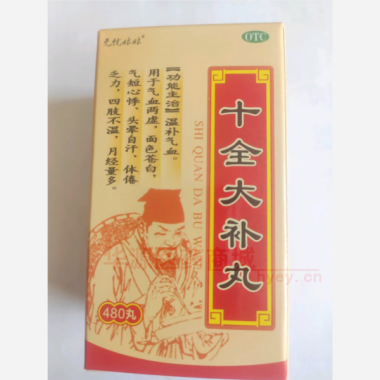 OTC
十全大补丸
SHI QUAN DA BU W
【功能主治】温补气血。
用于气血两虚，面色苍白，
气短心悸，头晕自汗，体倦
乏力，四肢不温，月经量多。
480丸